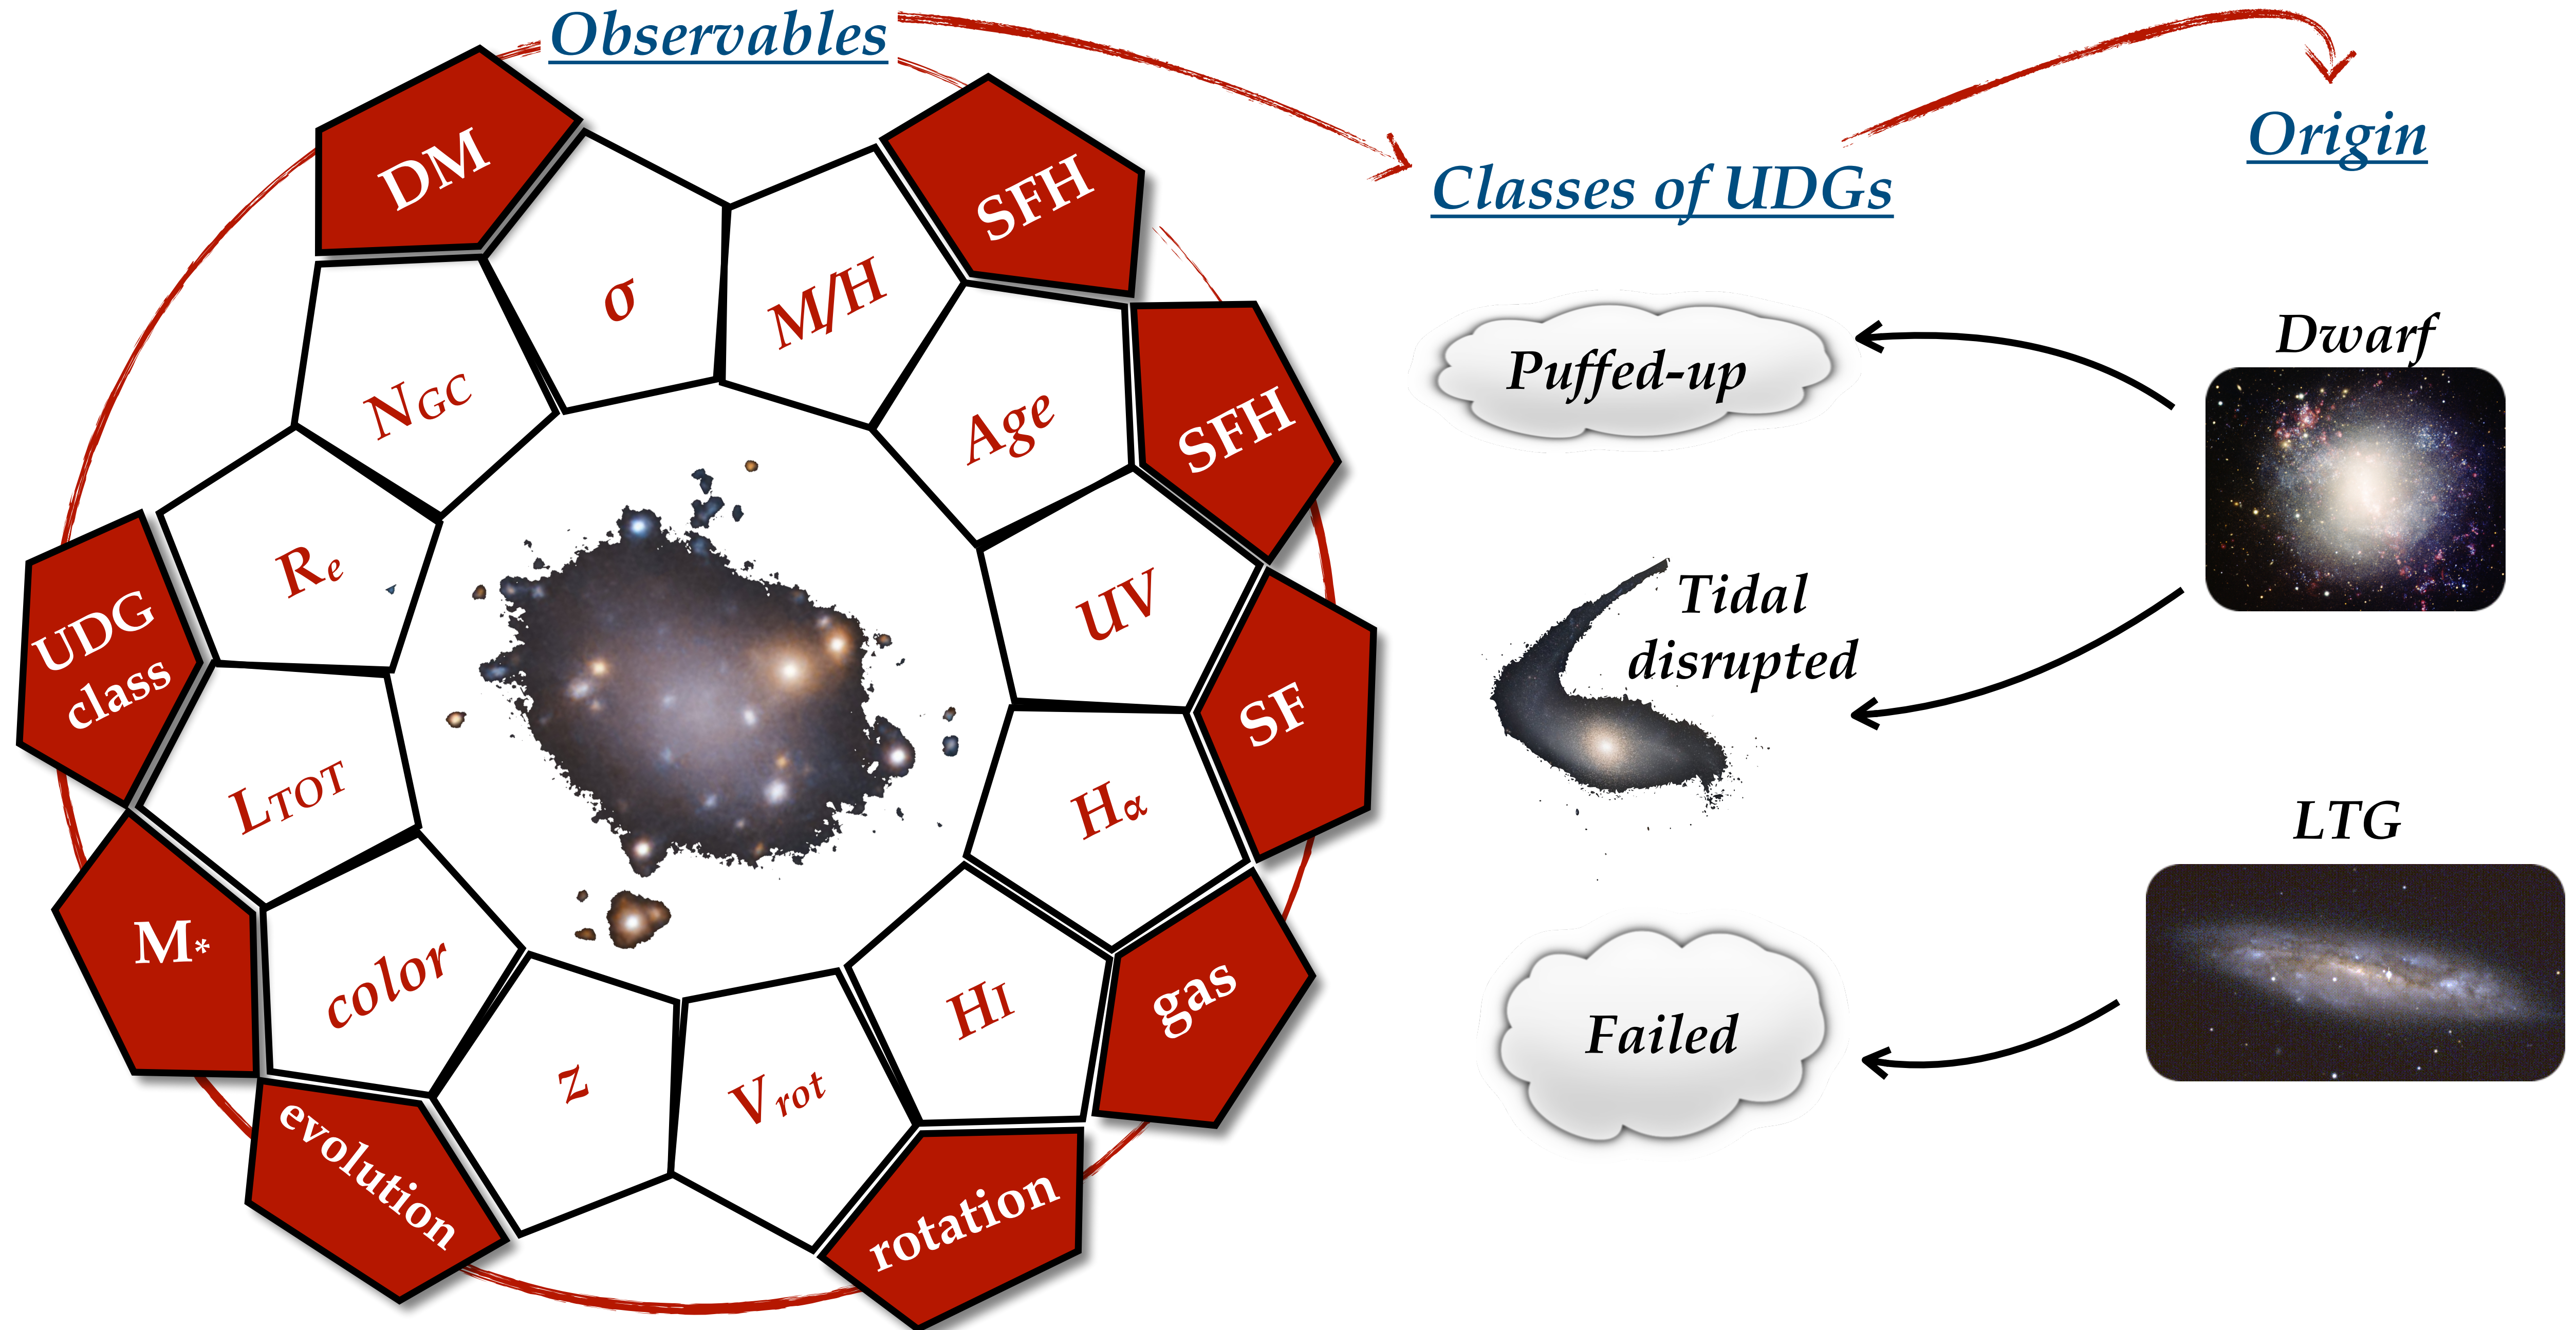 Observables
DM
SFH
σ
M/H
NGC
Age
SFH
Re
UV
UDG
class
SF
LTOT
Hα
M*
color
HI
gas
z
Vrot
evolution
rotation
Classes of UDGs
Puffed-up
Tidal
disrupted
Failed
Origin
Dwarf
LTG